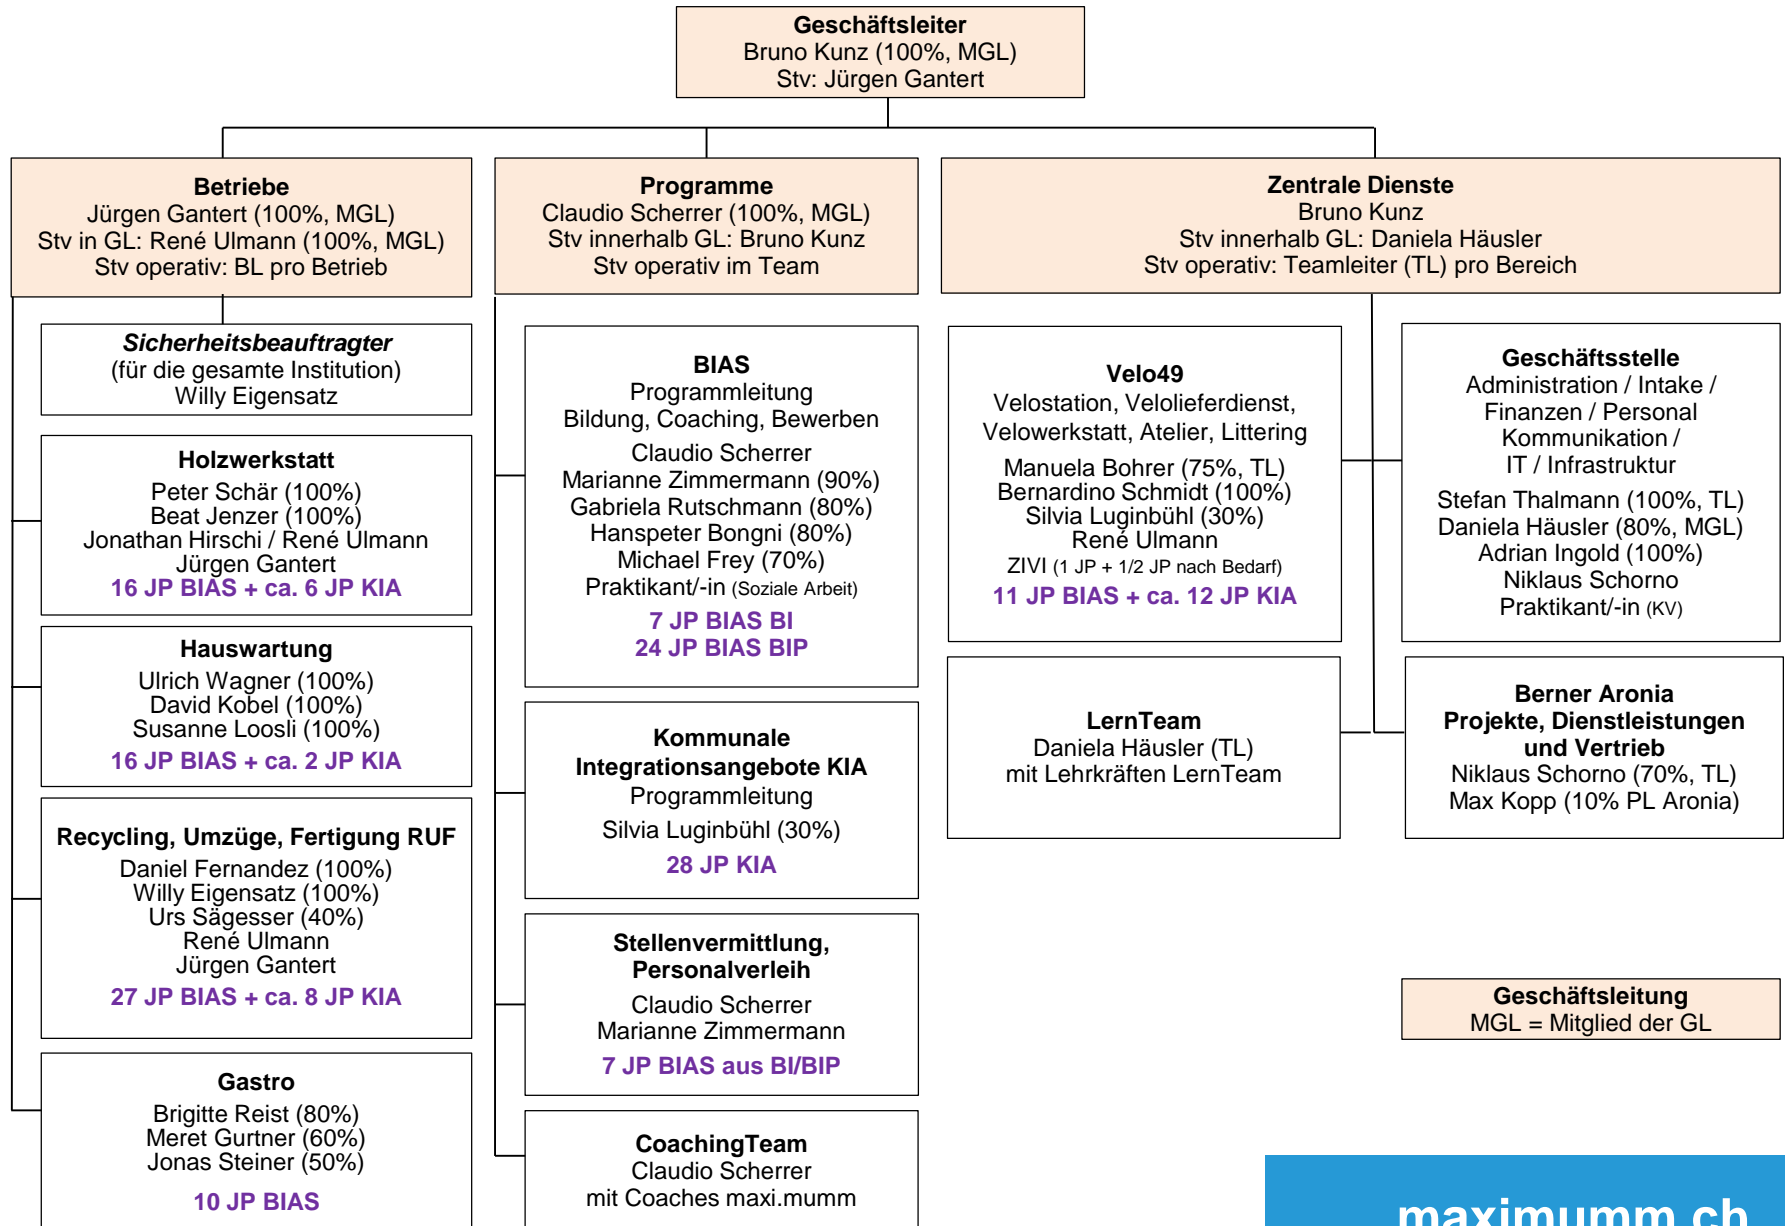 Geschäftsleiter
Bruno Kunz (100%, MGL)
Stv: Jürgen Gantert
Betriebe
Jürgen Gantert (100%, MGL)
Stv in GL: René Ulmann (100%, MGL)
Stv operativ: BL pro Betrieb
Programme
Claudio Scherrer (100%, MGL)
Stv innerhalb GL: Bruno Kunz
Stv operativ im Team
Zentrale Dienste
Bruno Kunz
Stv innerhalb GL: Daniela Häusler
Stv operativ: Teamleiter (TL) pro Bereich
Sicherheitsbeauftragter
(für die gesamte Institution)
Willy Eigensatz
Holzwerkstatt
Peter Schär (100%)
Beat Jenzer (100%)
Jonathan Hirschi / René Ulmann
Jürgen Gantert
16 JP BIAS + ca. 6 JP KIA
Hauswartung
Ulrich Wagner (100%)
David Kobel (100%)
Susanne Loosli (100%)
16 JP BIAS + ca. 2 JP KIA
Recycling, Umzüge, Fertigung RUF
Daniel Fernandez (100%)
Willy Eigensatz (100%)
Urs Sägesser (40%)
René Ulmann
Jürgen Gantert
27 JP BIAS + ca. 8 JP KIA
Gastro
Brigitte Reist (80%)
Meret Gurtner (60%)
Jonas Steiner (50%)
10 JP BIAS
BIAS
Programmleitung
Bildung, Coaching, Bewerben
Claudio Scherrer
Marianne Zimmermann (90%)
Gabriela Rutschmann (80%)
Hanspeter Bongni (80%)
Michael Frey (70%)
Praktikant/-in (Soziale Arbeit)
7 JP BIAS BI
24 JP BIAS BIP
Kommunale
Integrationsangebote KIA
Programmleitung
Silvia Luginbühl (30%)
28 JP KIA
Stellenvermittlung,
Personalverleih
Claudio Scherrer
Marianne Zimmermann
7 JP BIAS aus BI/BIP
CoachingTeam
Claudio Scherrer
mit Coaches maxi.mumm
Velo49
Velostation, Velolieferdienst,
Velowerkstatt, Atelier, Littering
Manuela Bohrer (75%, TL)
Bernardino Schmidt (100%)
Silvia Luginbühl (30%)
René Ulmann
ZIVI (1 JP + 1/2 JP nach Bedarf)
11 JP BIAS + ca. 12 JP KIA
LernTeam
Daniela Häusler (TL)
mit Lehrkräften LernTeam
Geschäftsstelle
Administration / Intake /
Finanzen / Personal
Kommunikation /
IT / Infrastruktur
Stefan Thalmann (100%, TL)
Daniela Häusler (80%, MGL)
Adrian Ingold (100%)
Niklaus Schorno
Praktikant/-in (KV)
Berner Aronia
Projekte, Dienstleistungen
und Vertrieb
Niklaus Schorno (70%, TL)
Max Kopp (10% PL Aronia)
Geschäftsleitung
MGL = Mitglied der GL
maximumm.ch